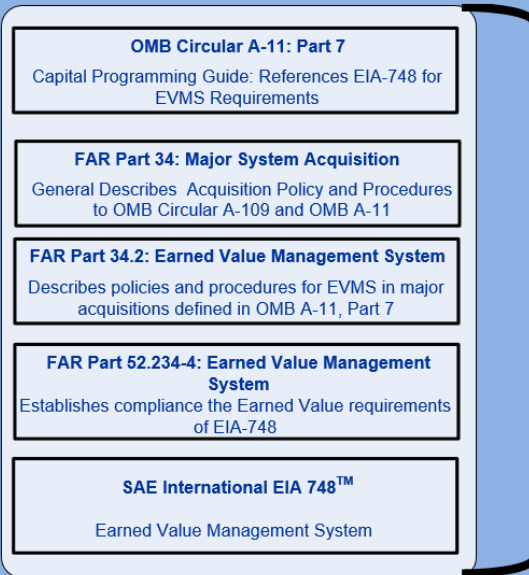 OMB Circular A-11: Part 7
Capital Programming Guide: References EIA-748 for
EVMS Requirements
FAR Part 34: Major System Acquisition
General Describes Acquisition Policy and Procedures
to OMB Circular A-109 and OMB A-11
FAR Part 34.2: Earned Value Management System
Describes policies and procedures for EVMS in major
acquisitions defined in OMB A-11, Part 7
FAR Part 52.234-4: Earned Value Management
System
Establishes compliance the Earned Value requirements
of EIA-748
SAE International EIA 748TM
Earned Value Management System